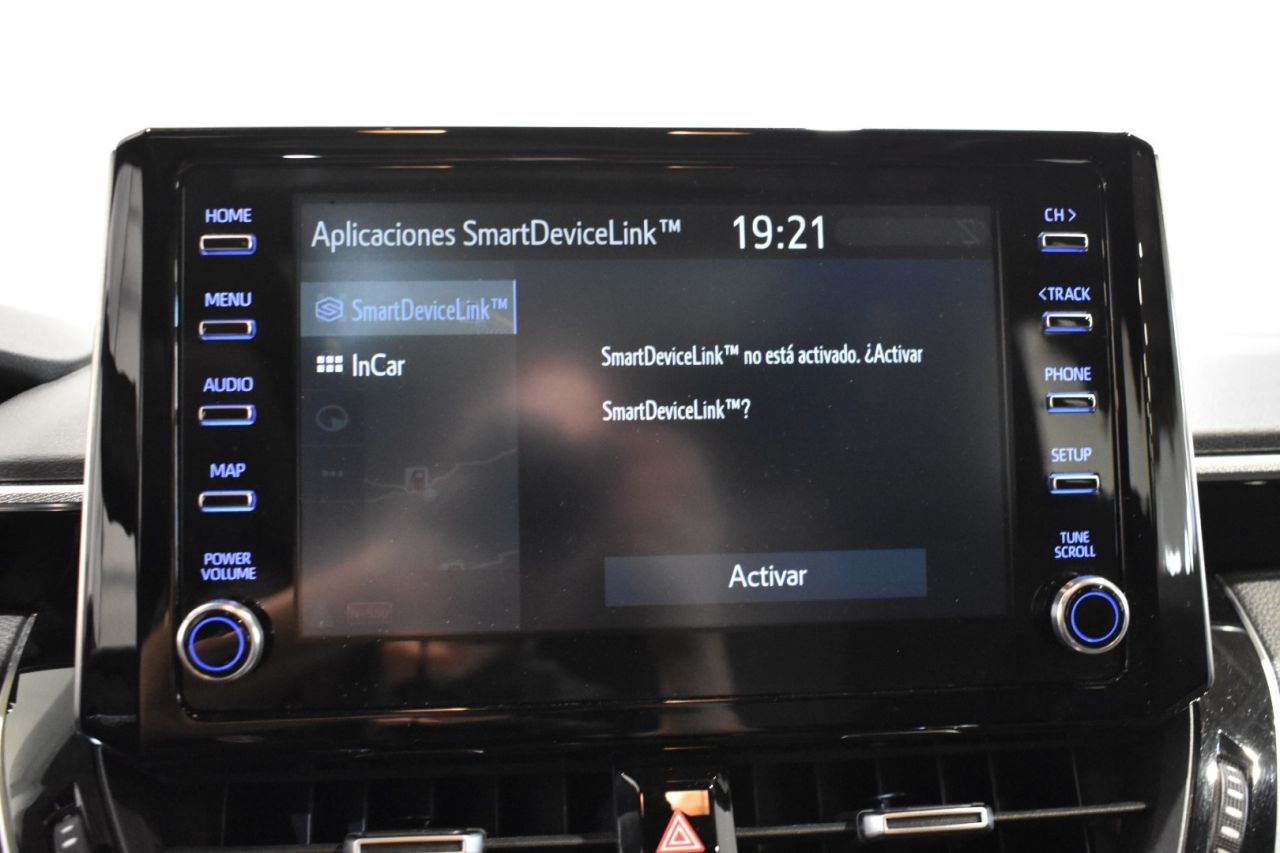 HOME
MENU
AUDIO
MAP
POWER
VOLUME
Aplicaciones SmartDeviceLink™ 19:21
SmartDeviceLink™
InCar
SmartDeviceLink™ no está activado. ¿Activar
SmartDeviceLink™?
Activar
CH >
<TRACK
PHONE
SETUP
TUNE
SCROLL